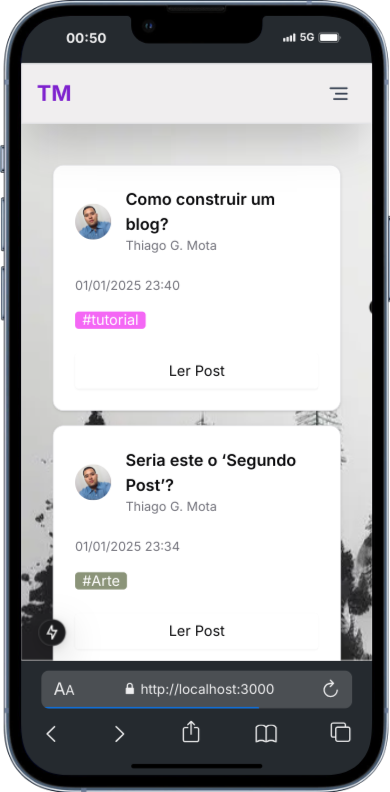 00:50
5G
TM
Como construir um
blog?
Thiago G. Mota
01/01/2025 23:40
#tutorial
Ler Post
Seria este o ‘Segundo
Post’?
Thiago G. Mota
01/01/2025 23:34
#Arte
Ler Post
AA
http://localhost:3000